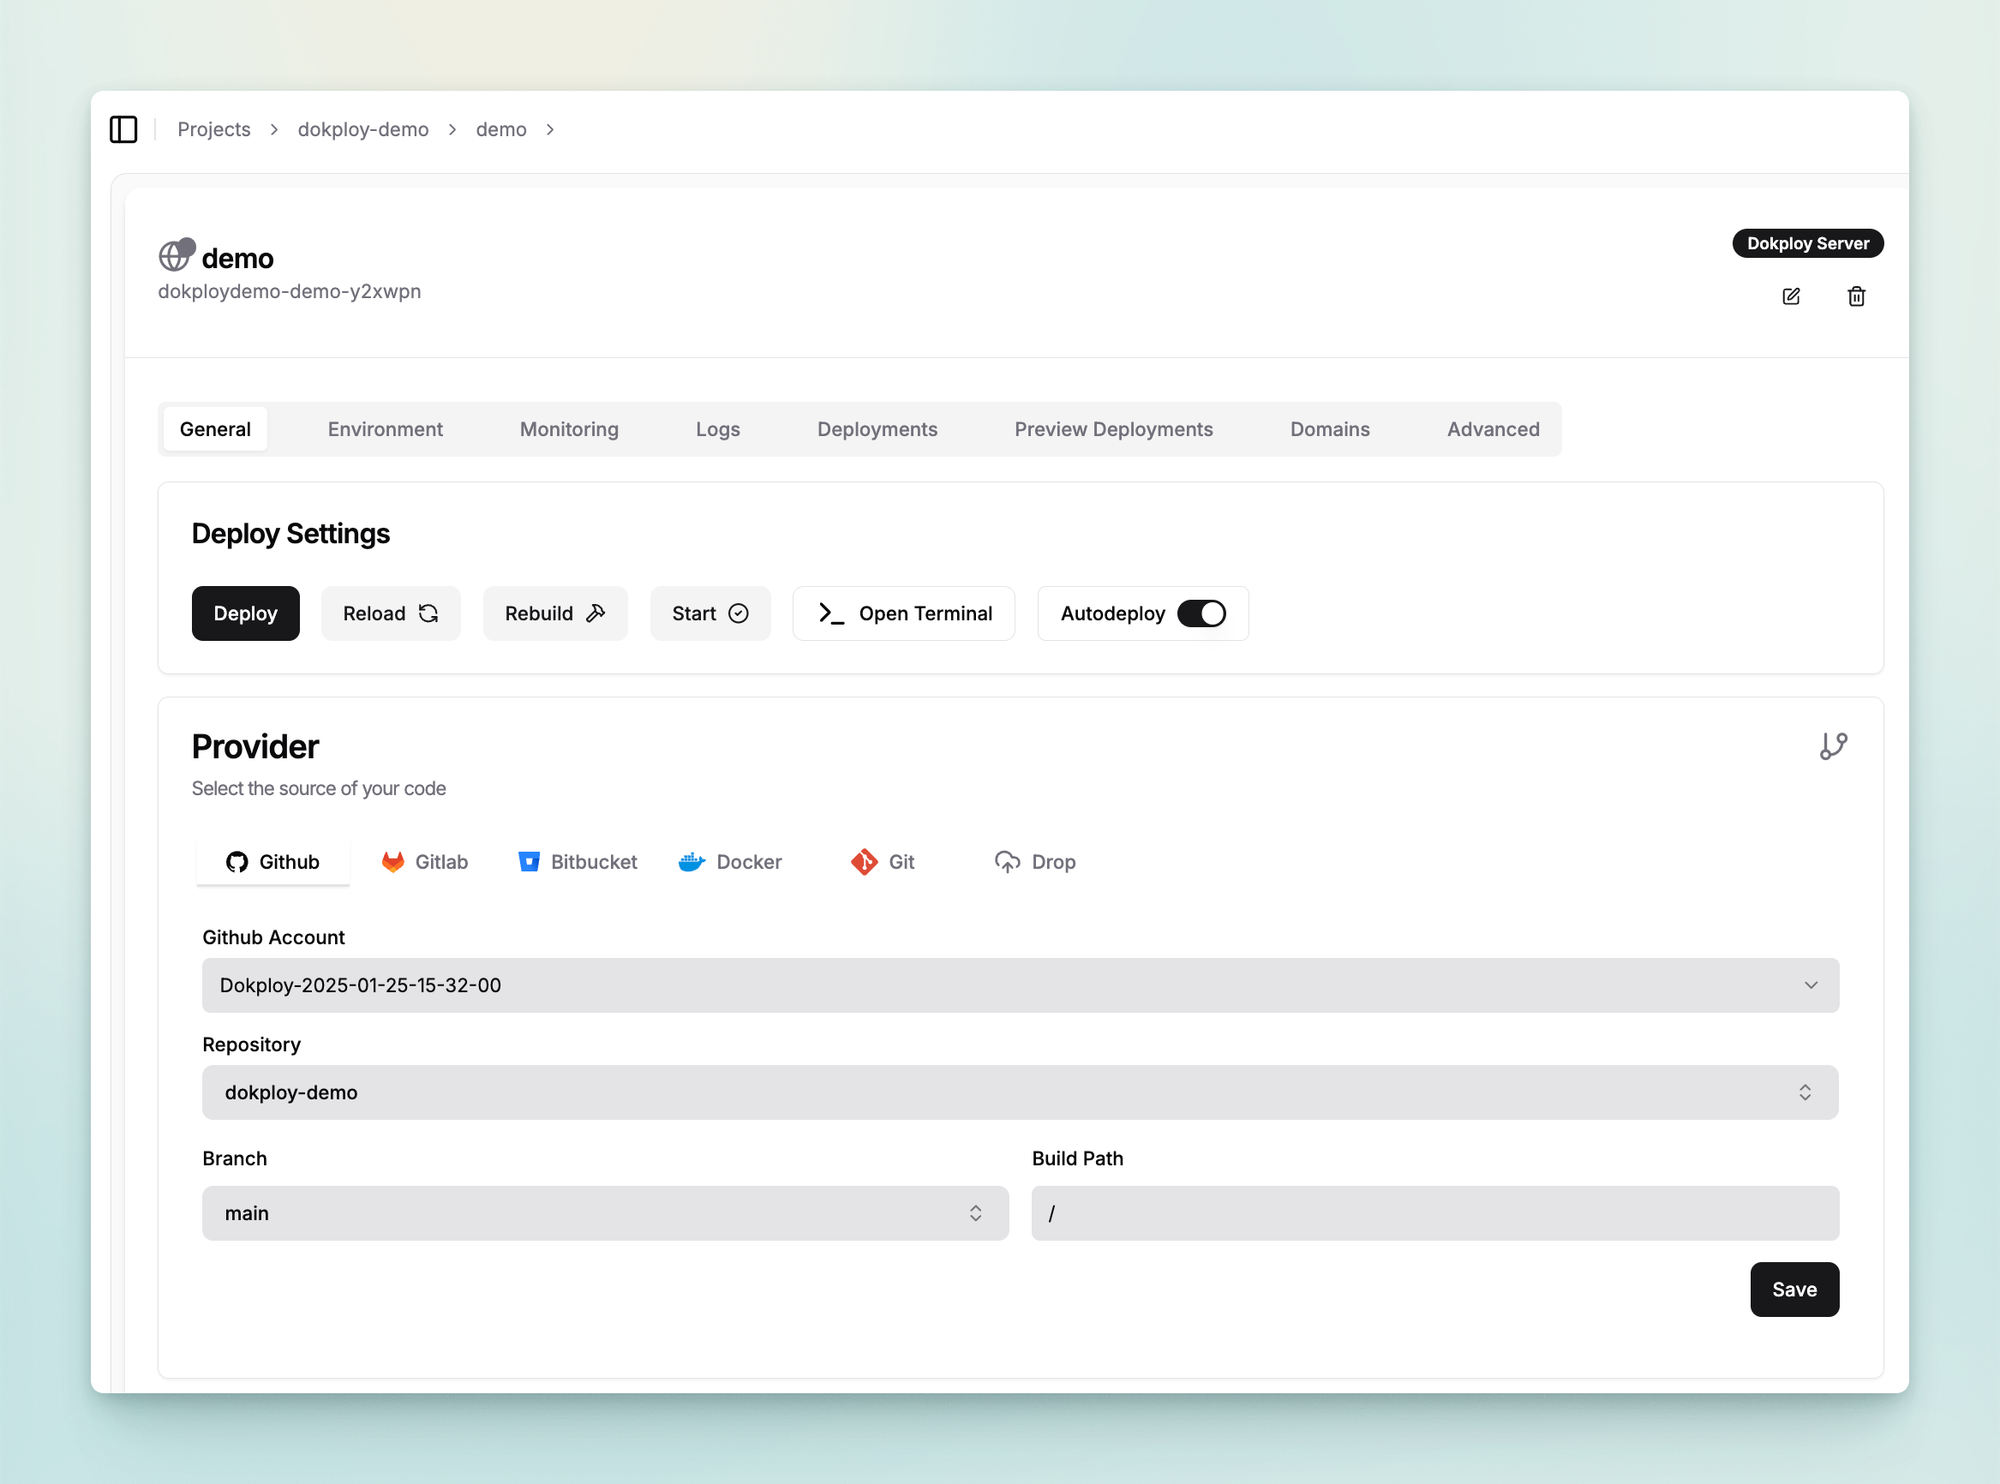 Projects > dokploy-demo > demo >
demo
Dokploy Server
dokploydemo-demo-y2xwpn
General Environment Monitoring Logs Deployments Preview Deployments Domains Advanced
Deploy Settings
Deploy Reload Rebuild Start Open Terminal Autodeploy
Provider
Select the source of your code
Github Gitlab Bitbucket Docker Git Drop
Github Account
Dokploy-2025-01-25-15-32-00
Repository
dokploy-demo
Branch Build Path
main /
Save